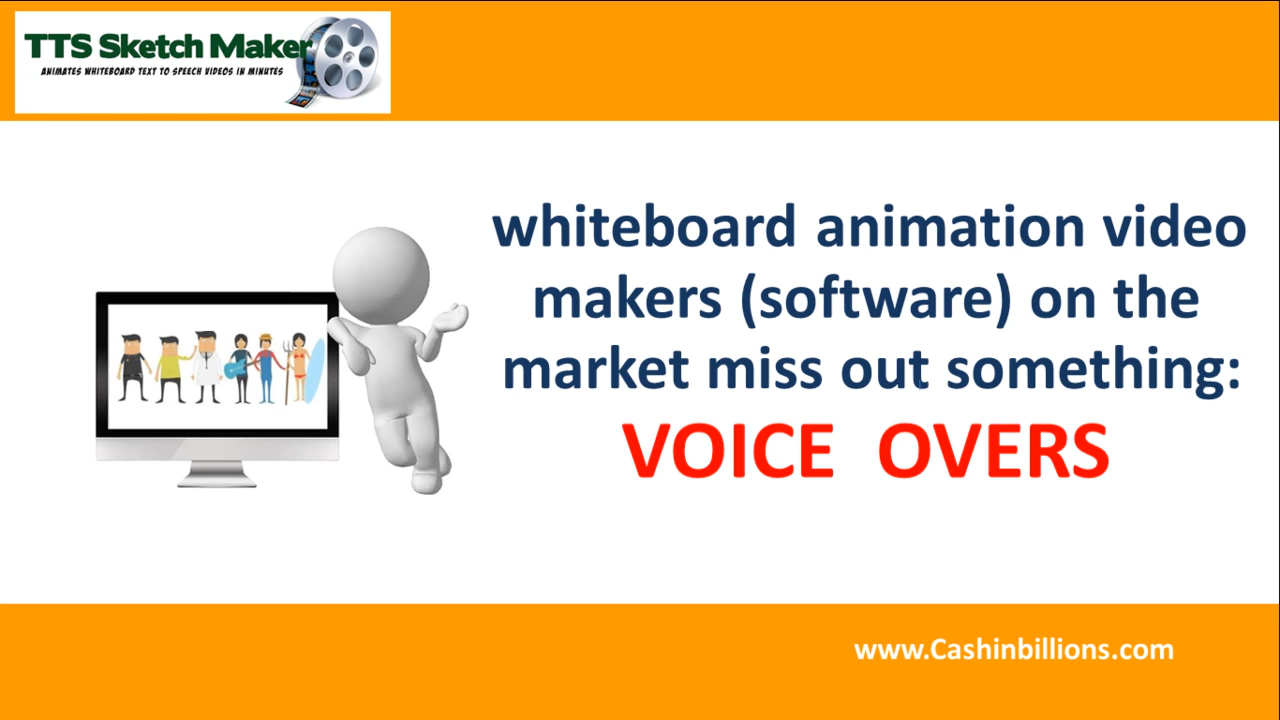 TTS Sketch Maker
ANIMATES WHITEBOARD TEXT TO SPEECH VIDEOS IN MINUTES
whiteboard animation video
makers (software) on the
market miss out something:
VOICE OVERS
www.Cashinbillions.com